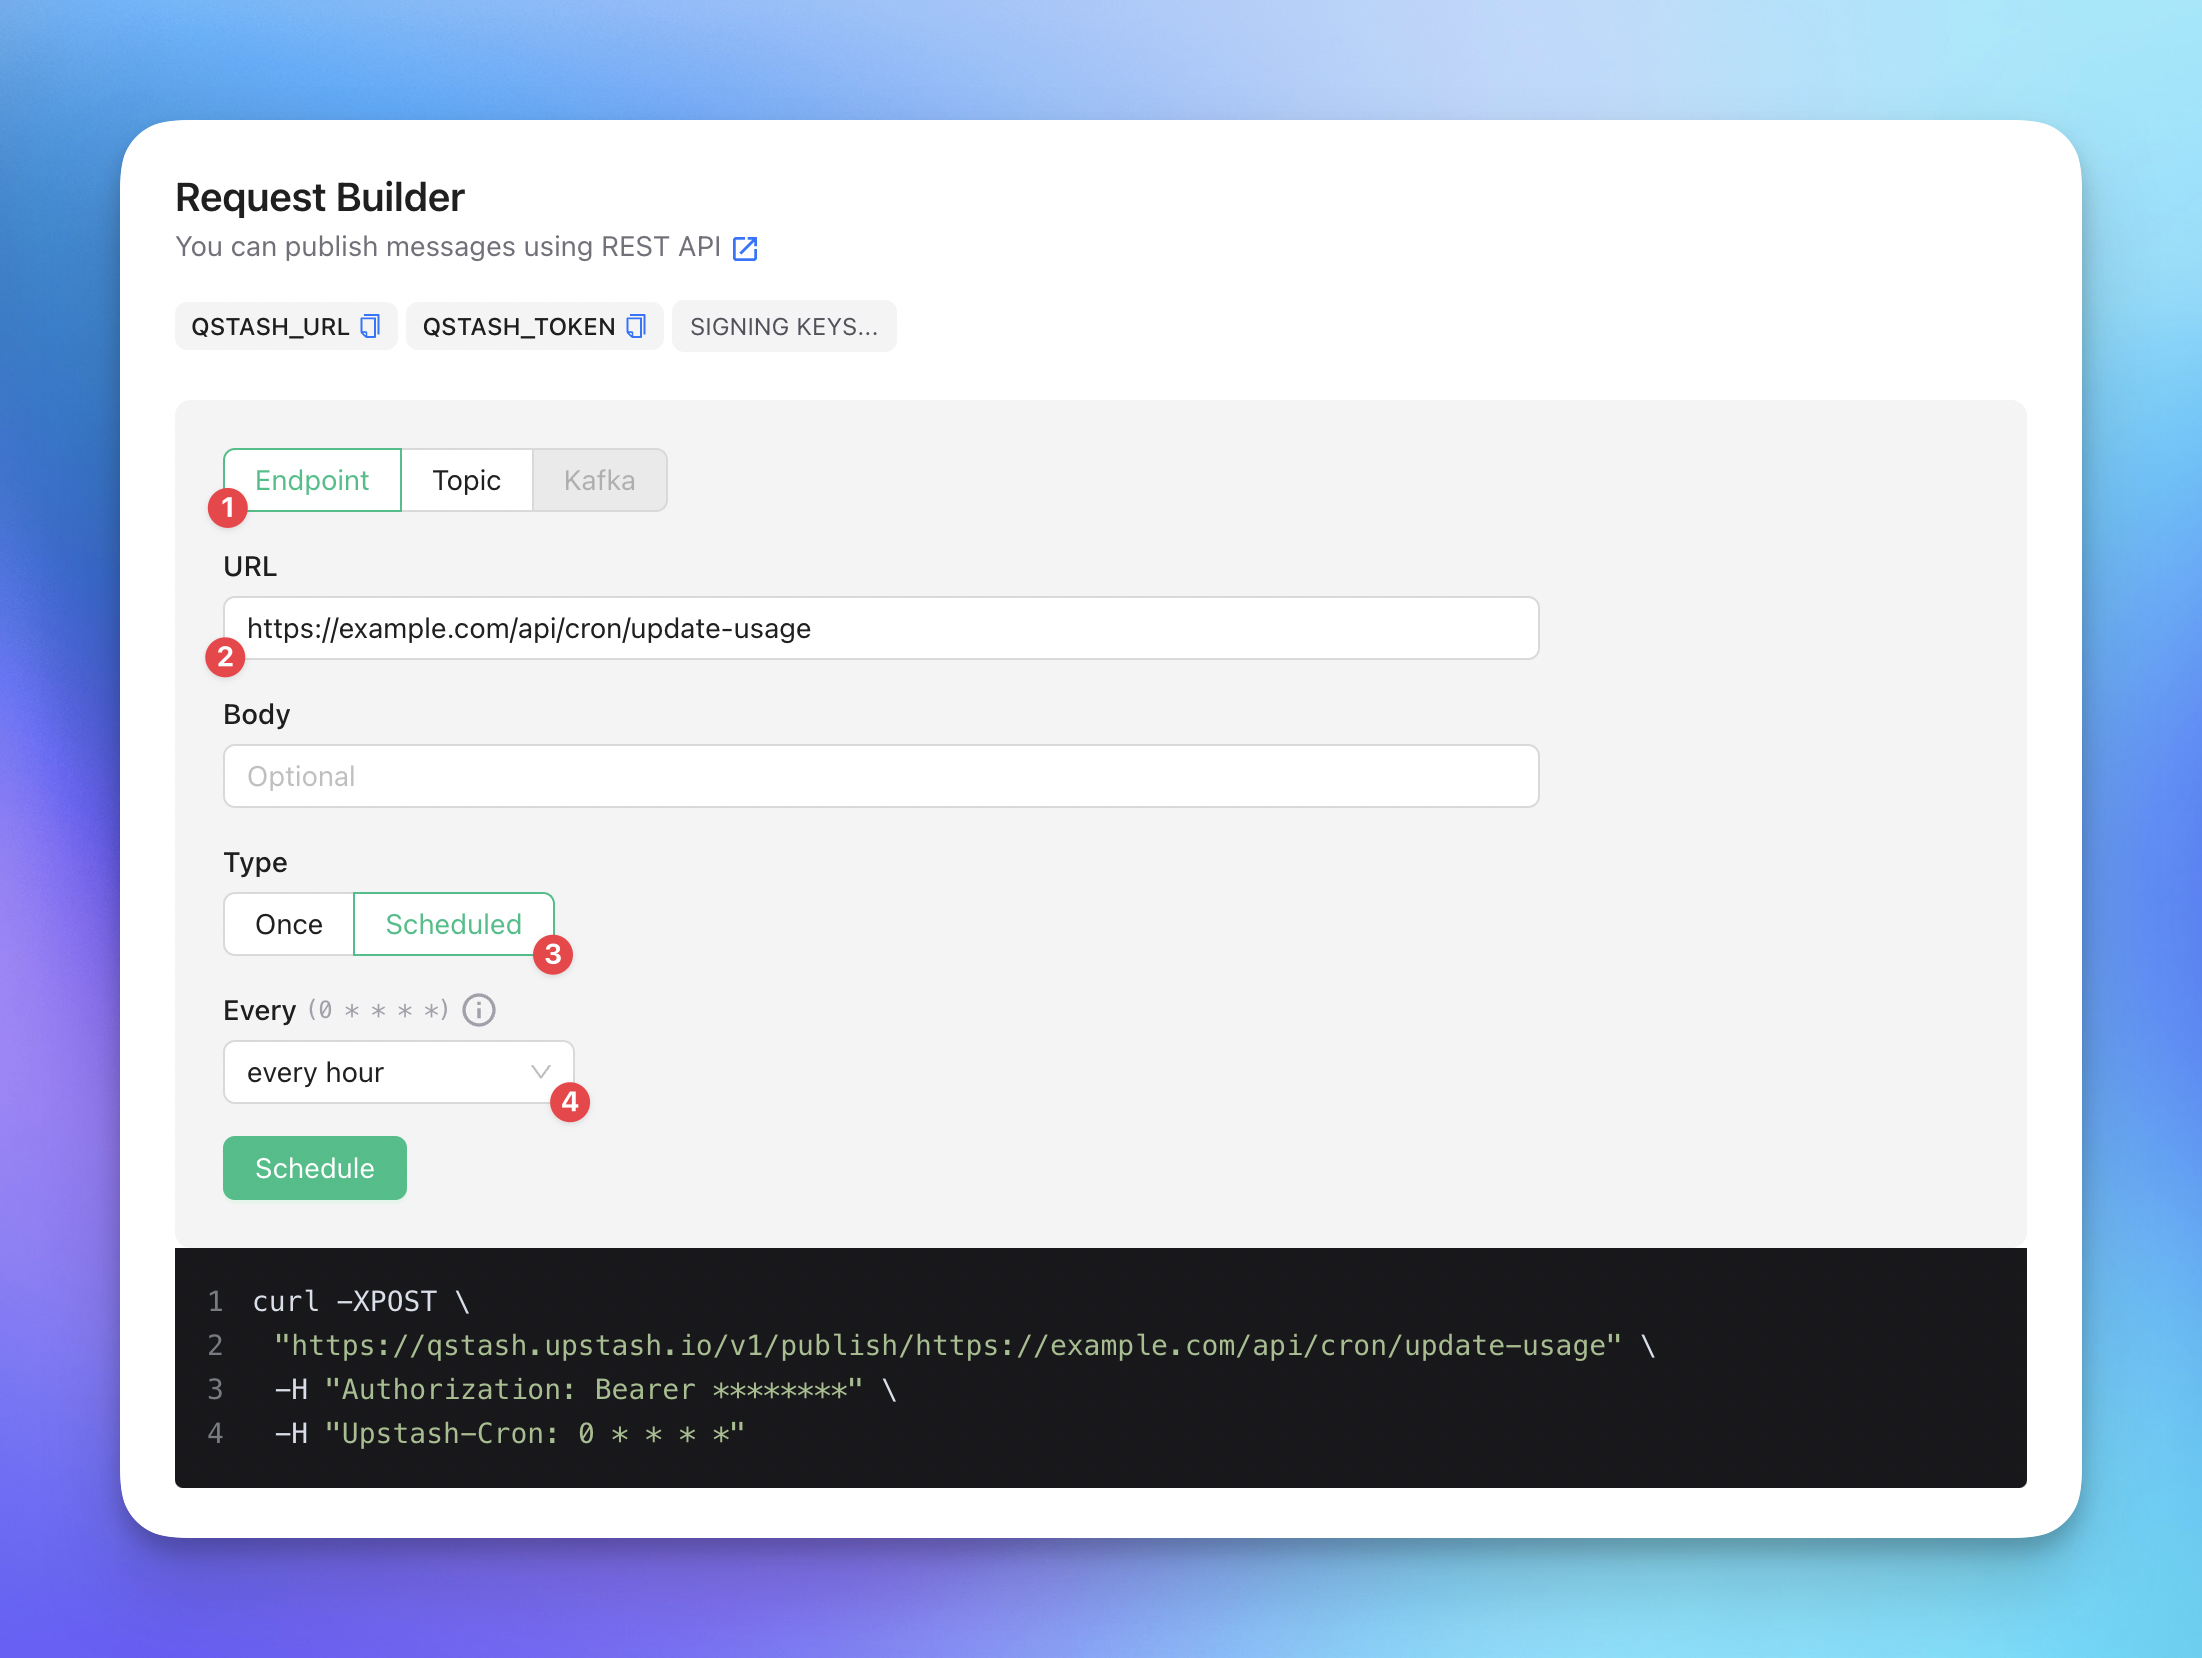 Request Builder
You can publish messages using REST API
QSTASH_URL QSTASH_TOKEN SIGNING KEYS...
Endpoint Topic Kafka
1
URL
https://example.com/api/cron/update-usage
2
Body
Optional
Type
Once Scheduled
3
Every (0 * * * *)
every hour
4
Schedule
1 curl -XPOST \
2 "https://qstash.upstash.io/v1/publish/https://example.com/api/cron/update-usage" \
3 -H "Authorization: Bearer ********" \
4 -H "Upstash-Cron: 0 * * * *"